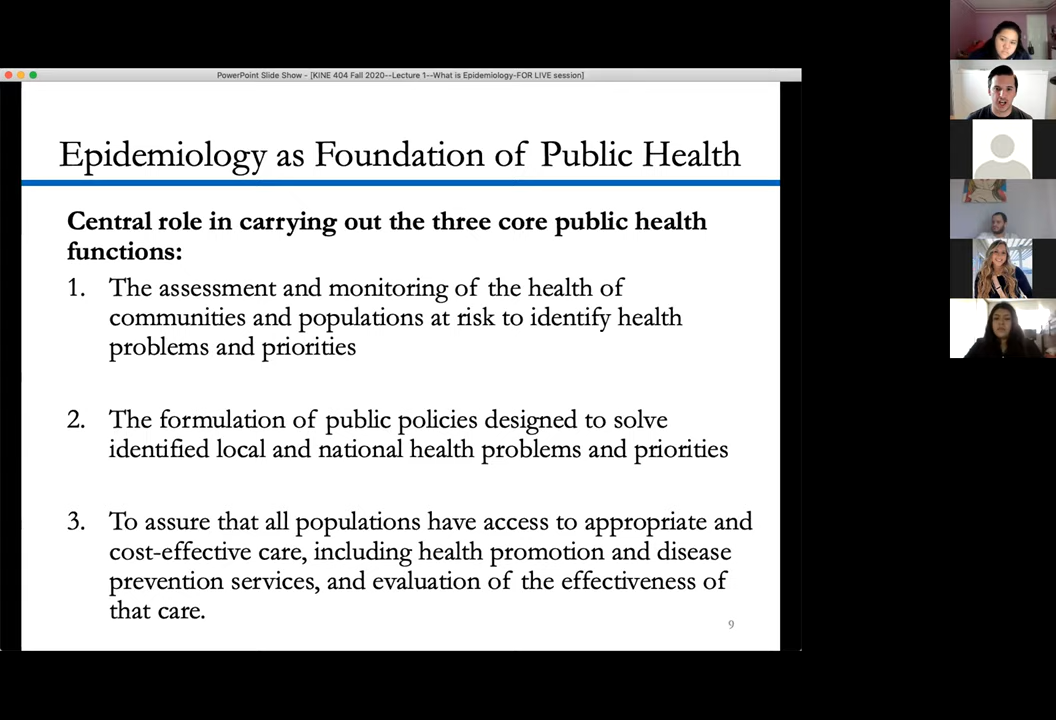 PowerPoint Slide Show - [KINE 404 Fall 2020--Lecture 1--What is Epidemiology-FOR LIVE session]
Epidemiology as Foundation of Public Health
Central role in carrying out the three core public health
functions:
1. The assessment and monitoring of the health of
communities and populations at risk to identify health
problems and priorities
2. The formulation of public policies designed to solve
identified local and national health problems and priorities
3. To assure that all populations have access to appropriate and
cost-effective care, including health promotion and disease
prevention services, and evaluation of the effectiveness of
that care.
9